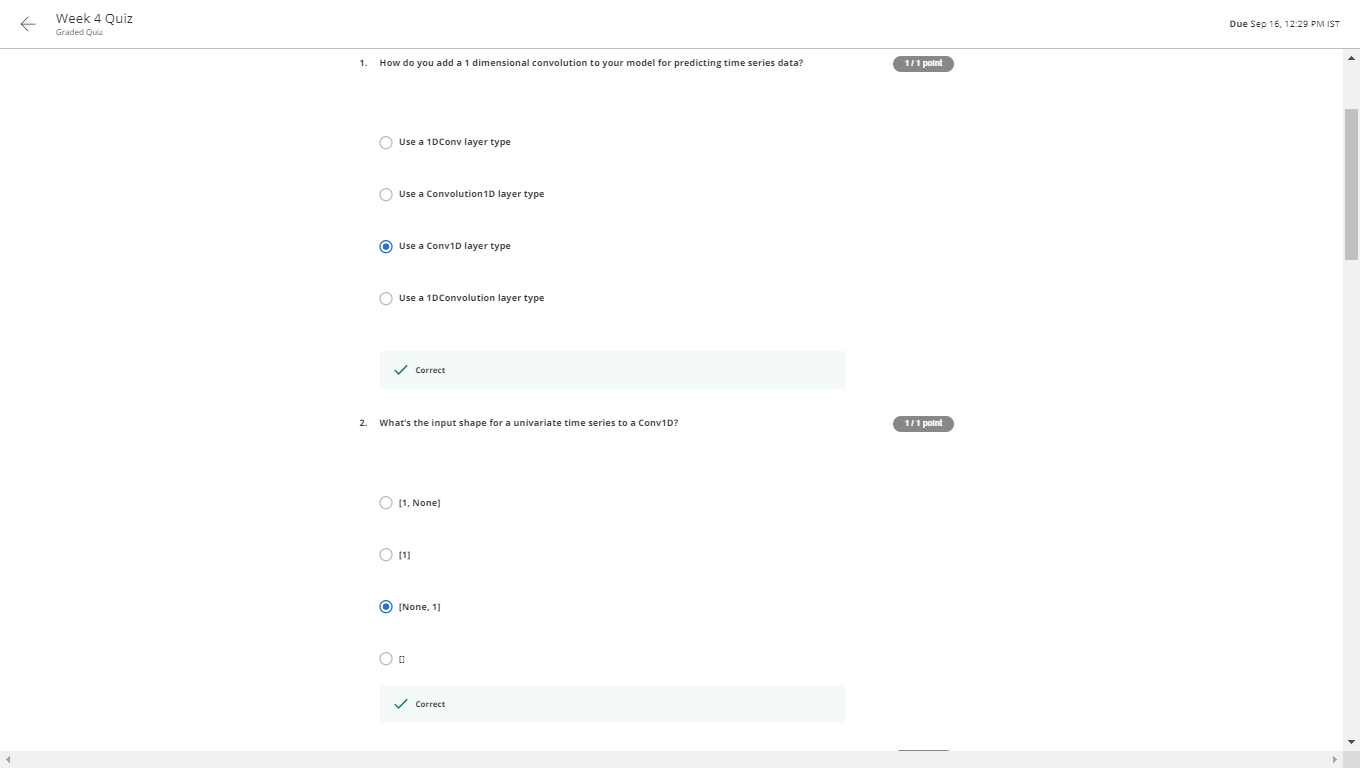 Week 4 Quiz
Graded Quiz
Due Sep 16, 12:29 PM IST
1. How do you add a 1 dimensional convolution to your model for predicting time series data?
1 / 1 point
Use a 1DConv layer type
Use a Convolution1D layer type
Use a Conv1D layer type
Use a 1DConvolution layer type
Correct
2. What's the input shape for a univariate time series to a Conv1D?
1 / 1 point
[1, None]
[1]
[None, 1]
[]
Correct